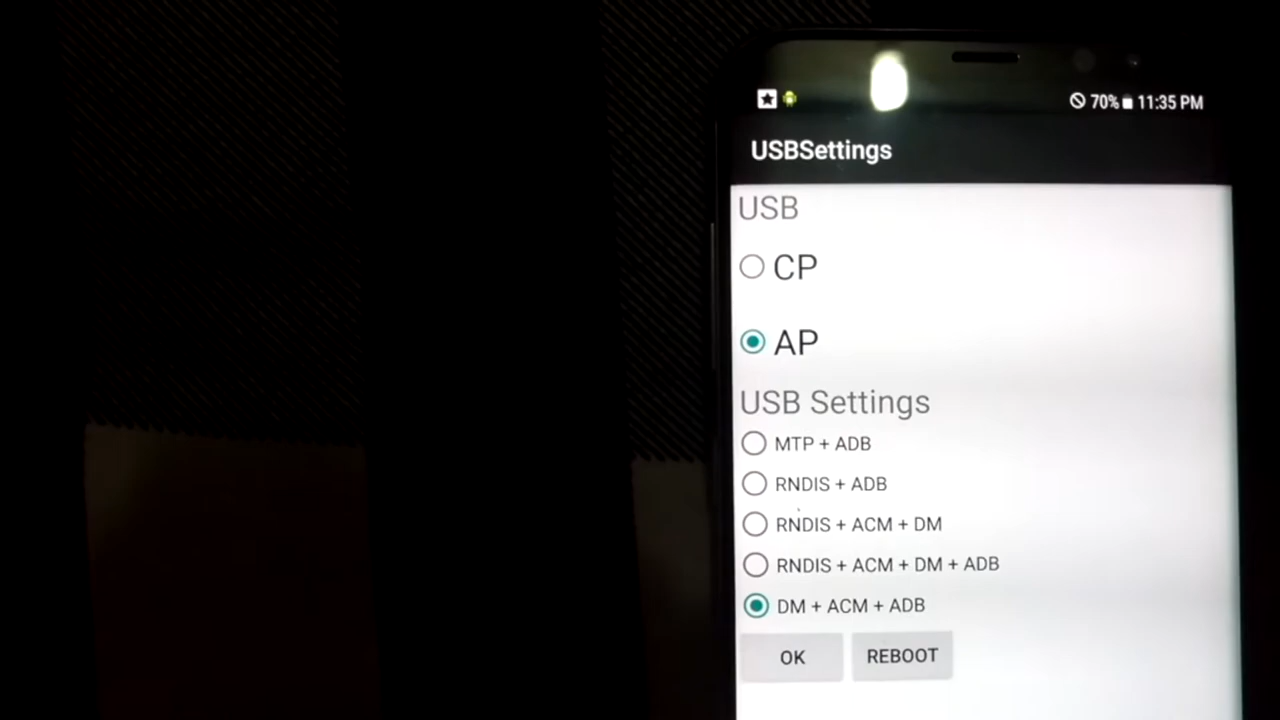 70% 11:35 PM
USBSettings
USB
CP
AP
USB Settings
MTP + ADB
RNDIS + ADB
RNDIS + ACM + DM
RNDIS + ACM + DM + ADB
DM + ACM + ADB
OK REBOOT